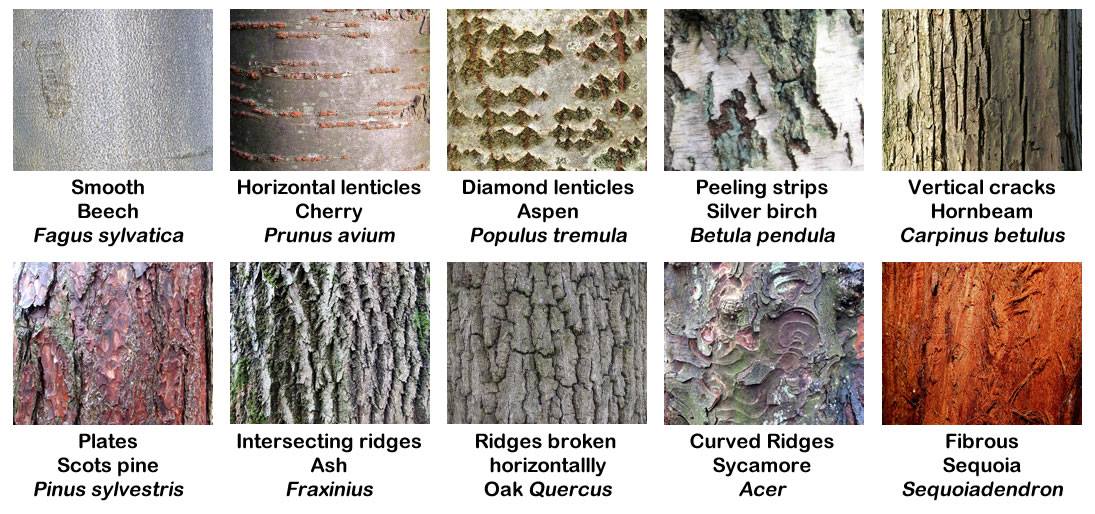 Smooth
Beech
Fagus sylvatica
Horizontal lenticles
Cherry
Prunus avium
Diamond lenticles
Aspen
Populus tremula
Peeling strips
Silver birch
Betula pendula
Vertical cracks
Hornbeam
Carpinus betulus
Plates
Scots pine
Pinus sylvestris
Intersecting ridges
Ash
Fraxinius
Ridges broken
horizontallly
Oak Quercus
Curved Ridges
Sycamore
Acer
Fibrous
Sequoia
Sequoiadendron